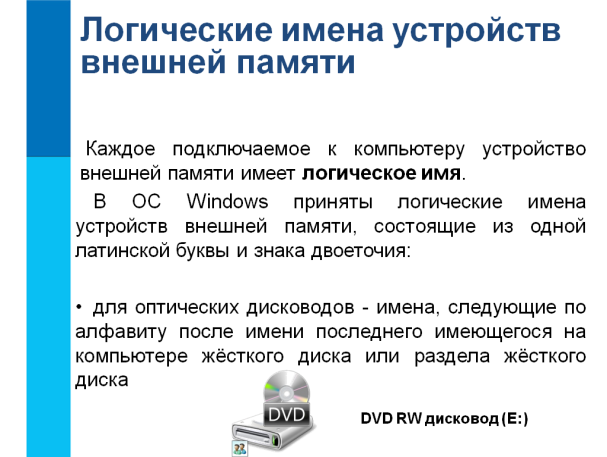 Логические имена устройств
внешней памяти
Каждое подключаемое к компьютеру устройство
внешней памяти имеет логическое имя.
В ОС Windows приняты логические имена
устройств внешней памяти, состоящие из одной
латинской буквы и знака двоеточия:
• для оптических дисководов - имена, следующие по
алфавиту после имени последнего имеющегося на
компьютере жёсткого диска или раздела жёсткого
диска
DVD
DVD RW дисковод (E:)